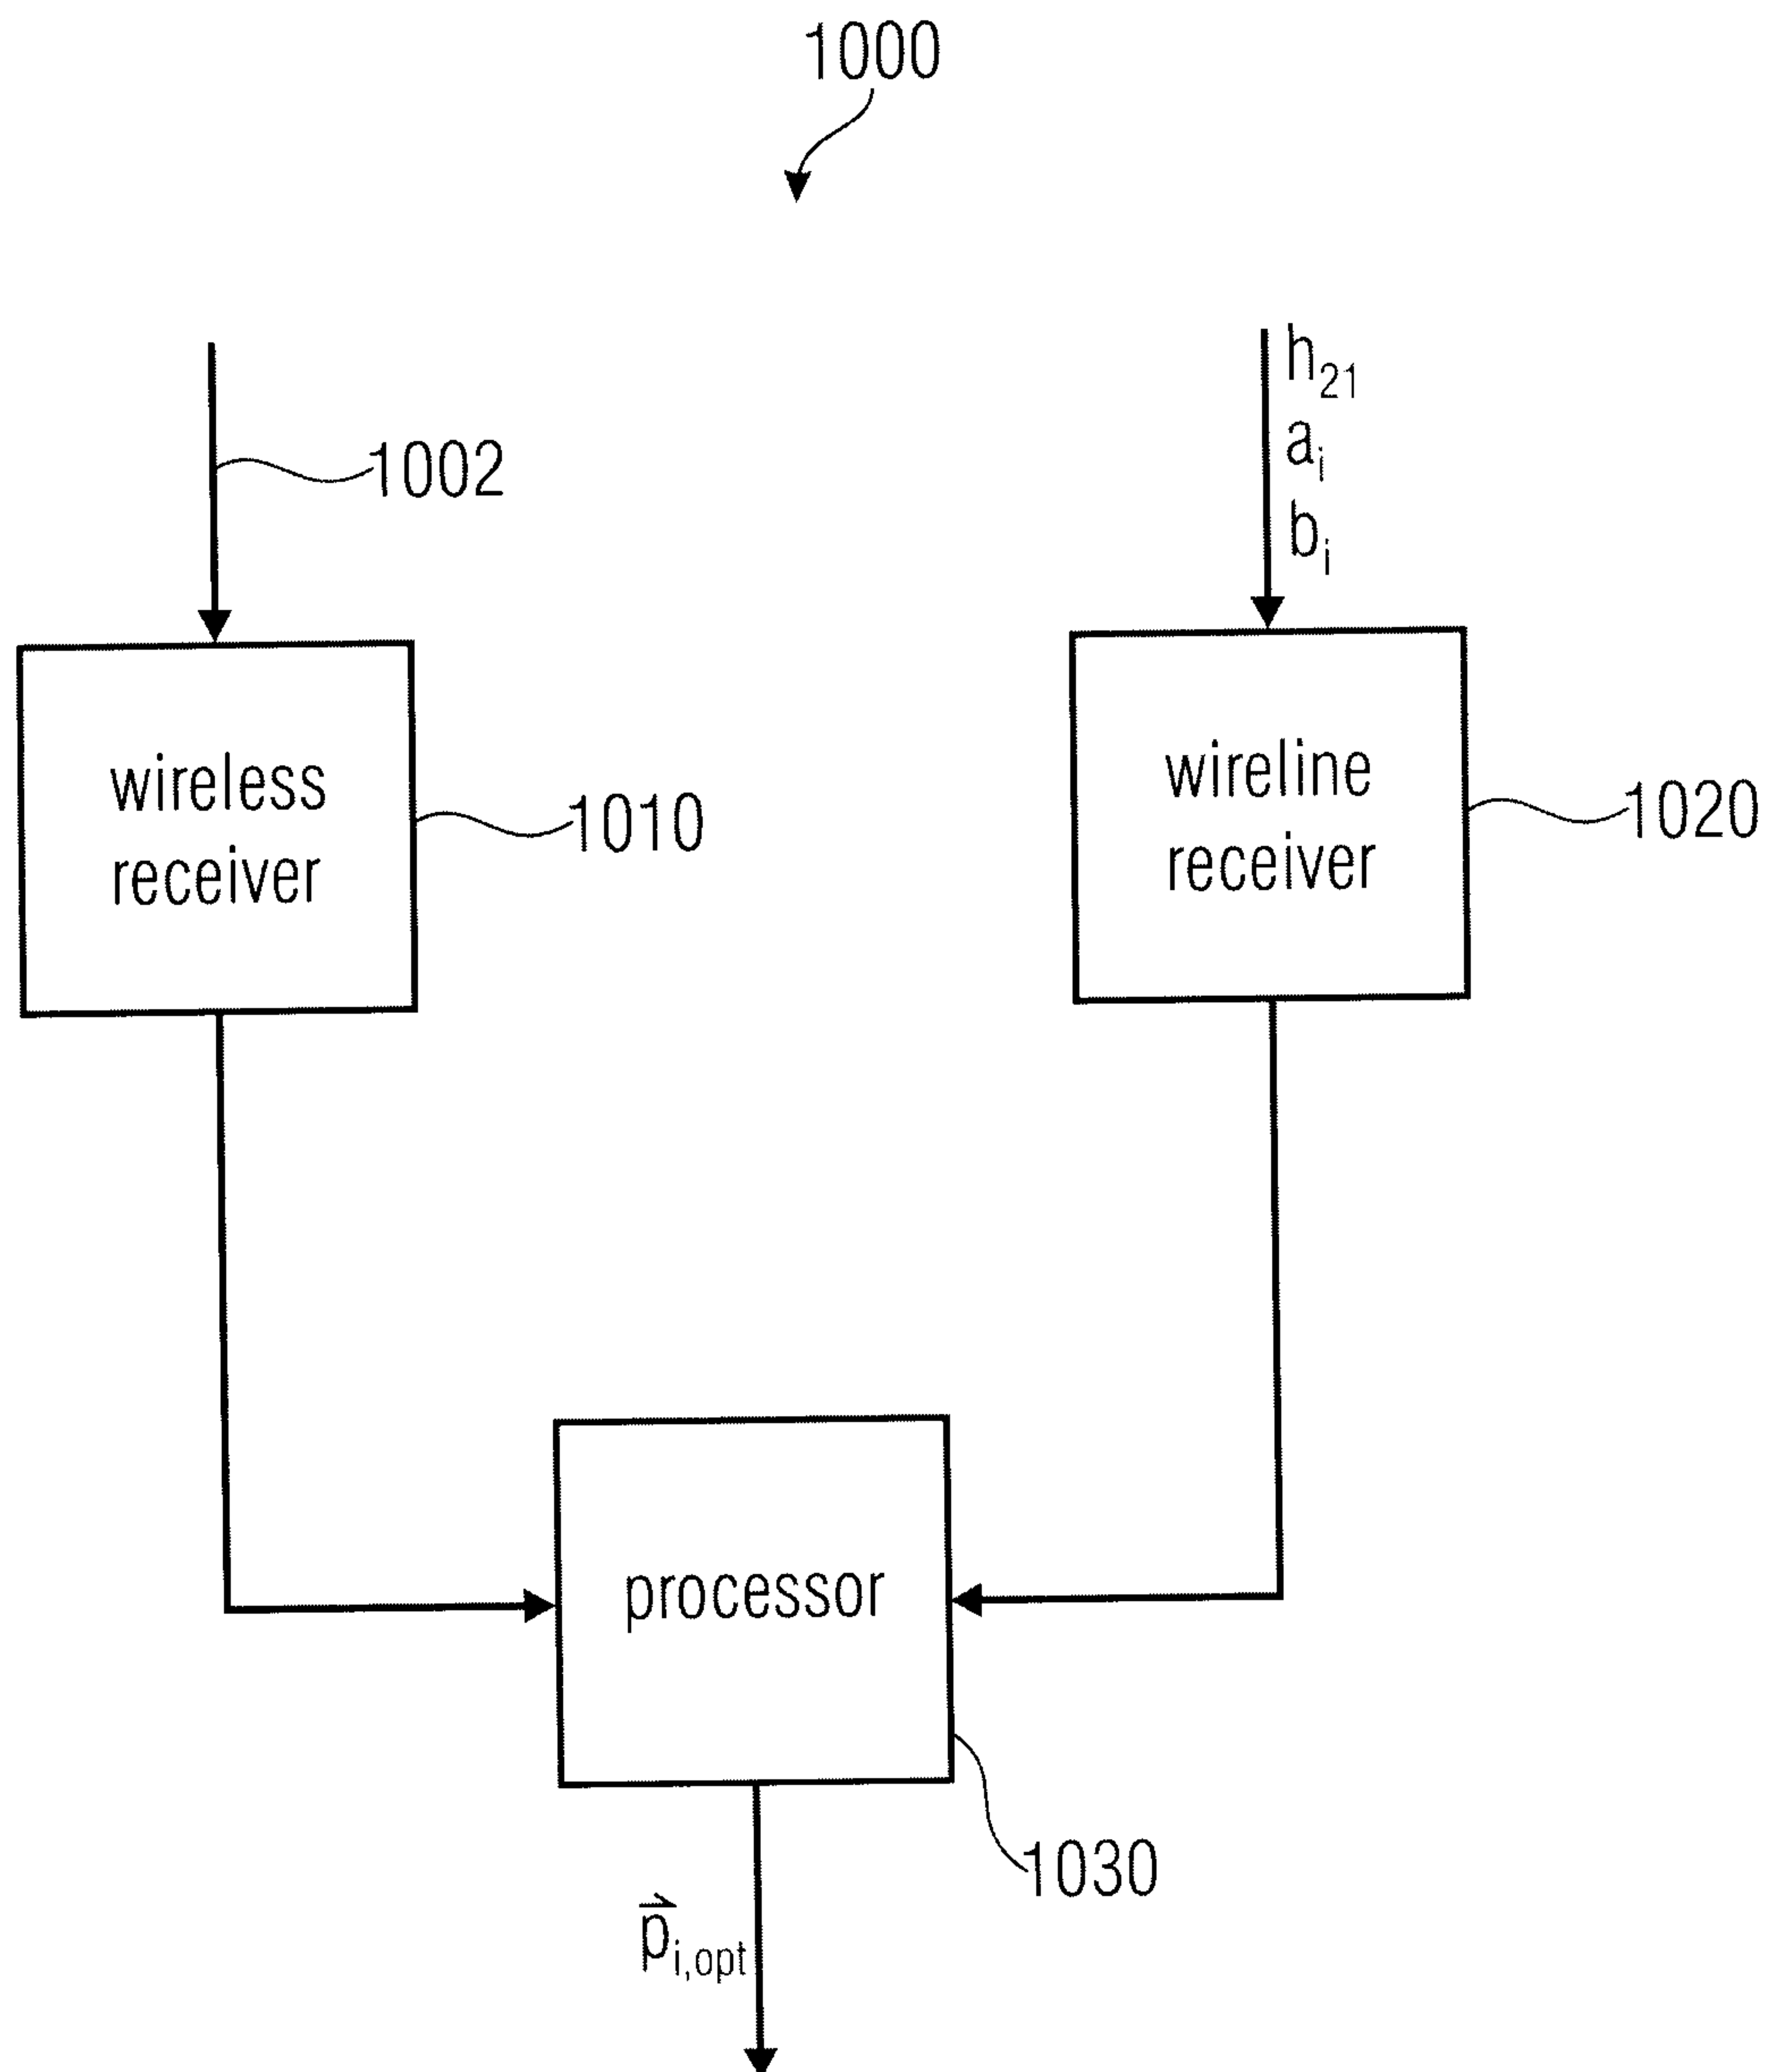 1000
h₂₁
1002
aᵢ
bᵢ
wireless
receiver
1010
wireline
receiver
1020
processor
1030
p⃗ᵢ,opt